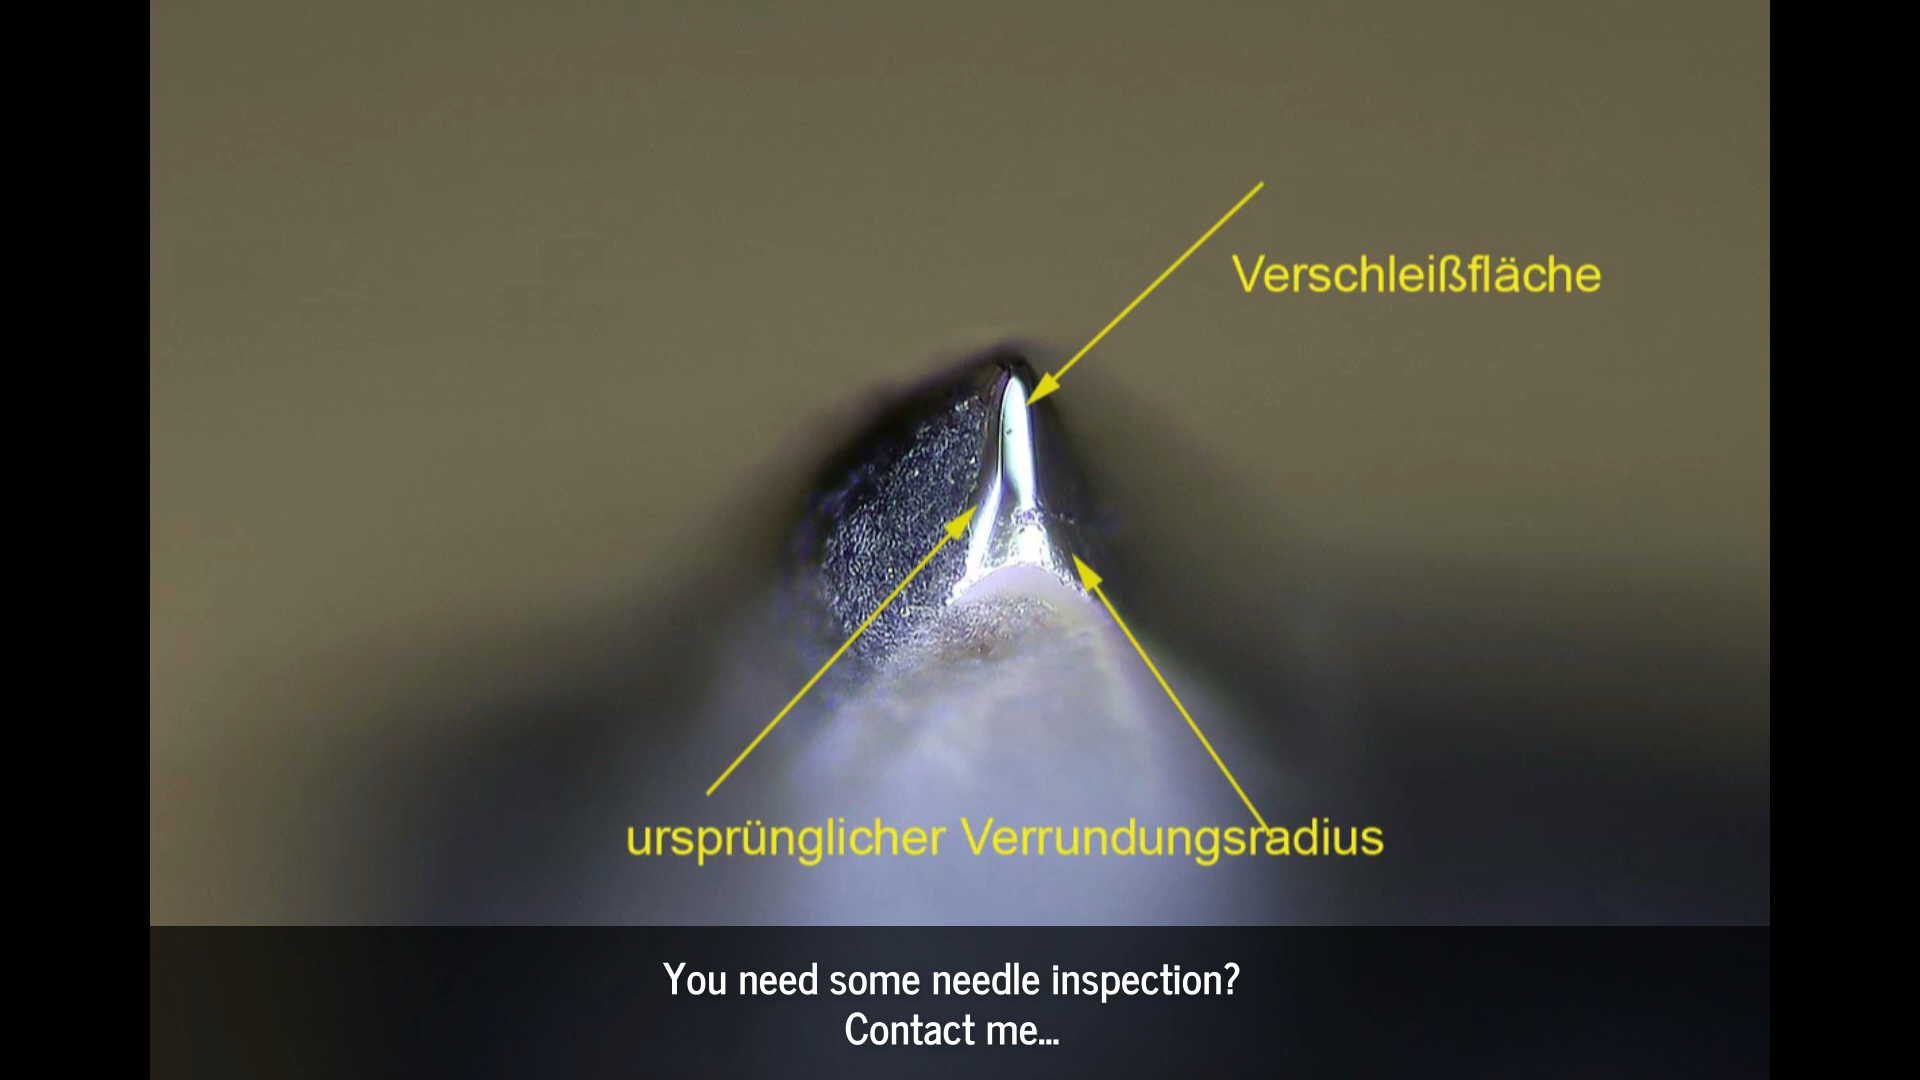 Verschleißfläche
ursprünglicher Verrundungsradius
You need some needle inspection?
Contact me...